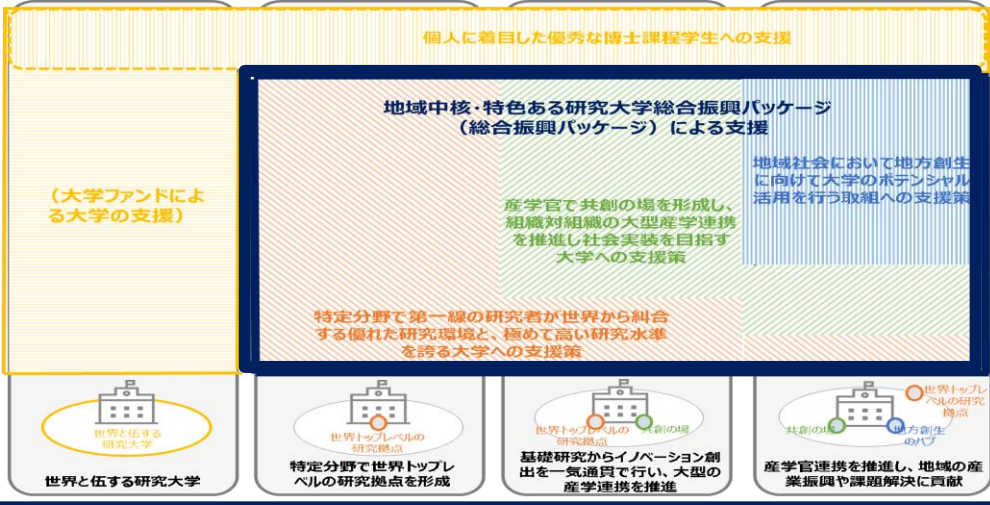 個人に着目した優秀な博士課程学生への支援
地域中核・特色ある研究大学総合振興パッケージ
（総合振興パッケージ）による支援
（大学ファンドによ
る大学の支援）
地域社会において地方創生
に向けて大学のポテンシャル
活用を行う取組への支援策
産学官で共創の場を形成し、
組織対組織の大型産学連携
を推進し社会実装を目指す
大学への支援策
特定分野で第一線の研究者が世界から糾合
する優れた研究環境と、極めて高い研究水準
を誇る大学への支援策
世界と伍する
研究大学
世界と伍する研究大学
世界トップレベルの
研究拠点
特定分野で世界トップレ
ベルの研究拠点を形成
世界トップレベルの
研究拠点
共創の場
基礎研究からイノベーション創
出を一気通貫で行い、大型の
産学連携を推進
世界トップレ
ベルの研究
拠点
共創の場
地方創生
のハブ
産学官連携を推進し、地域の産
業振興や課題解決に貢献